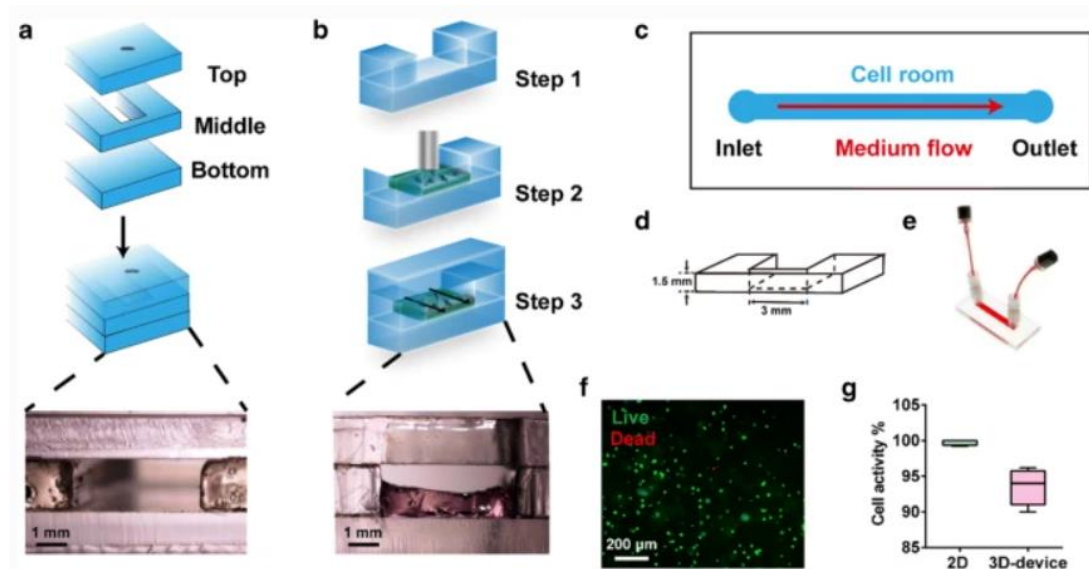 a
Top
Middle
Bottom
1 mm
b
Step 1
Step 2
Step 3
1 mm
c
Cell room
Inlet
Medium flow
Outlet
d
1.5 mm
3 mm
e
f
Live
Dead
200 µm
g
Cell activity %
105
100
95
90
85
2D
3D-device